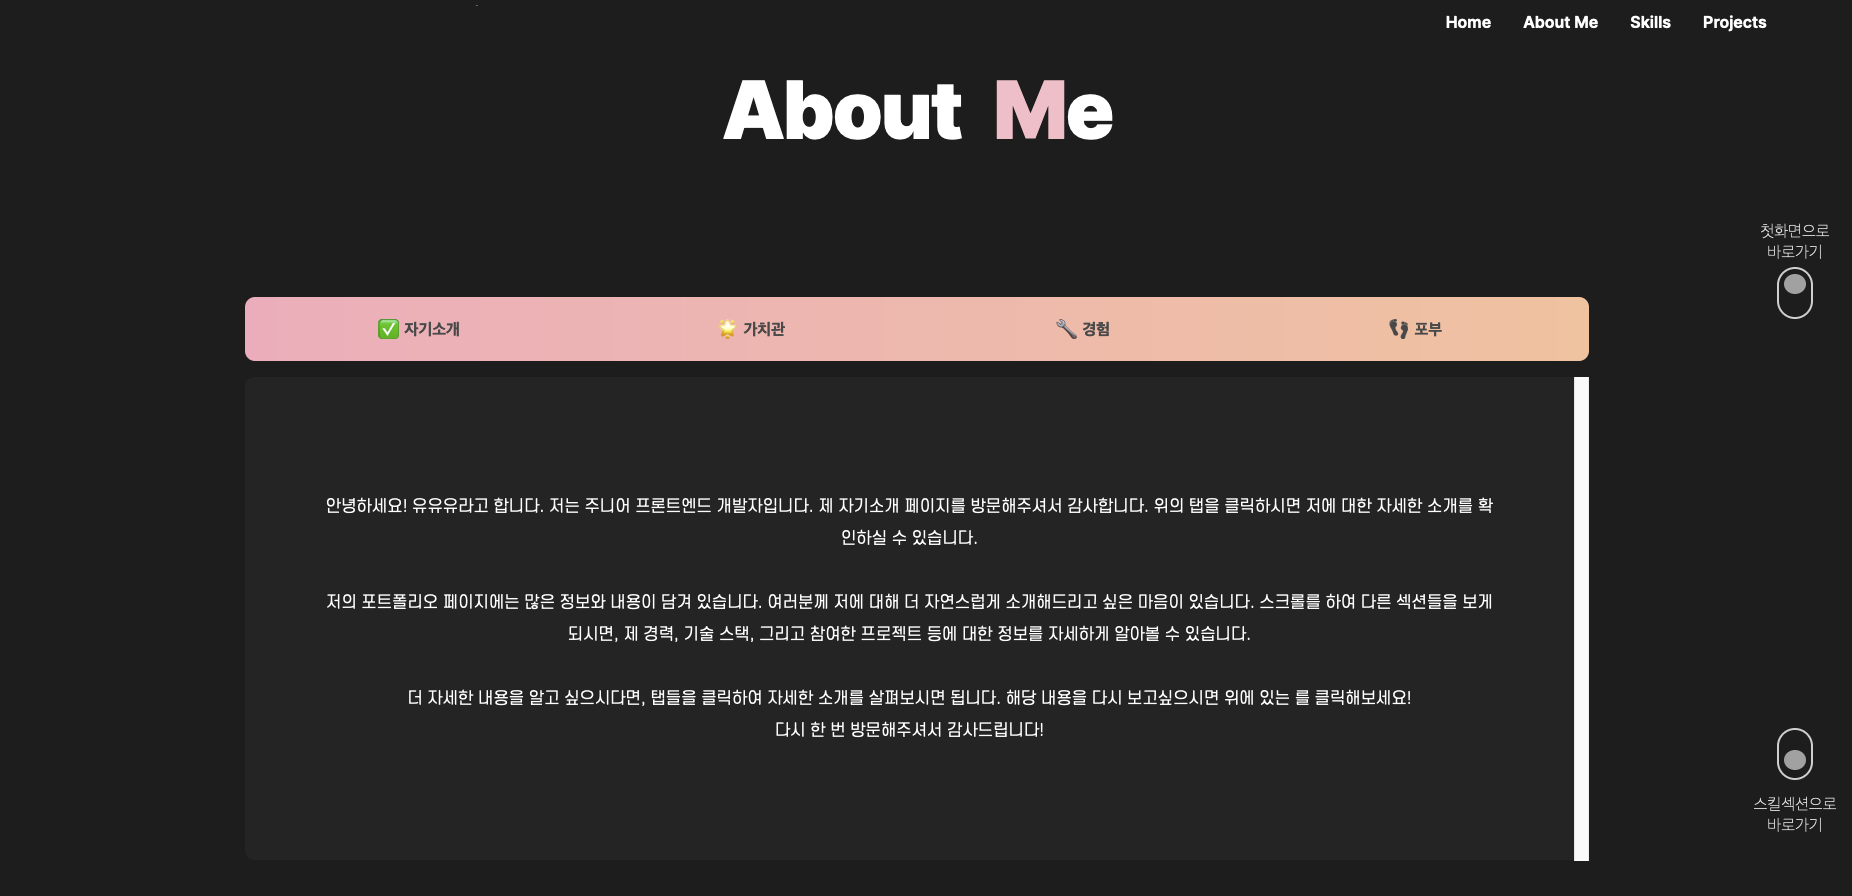 Home About Me Skills Projects
About Me
첫화면으로
바로가기
✅ 자기소개 🌟 가치관 🔧 경험 👣 포부
안녕하세요! 유유유라고 합니다. 저는 주니어 프론트엔드 개발자입니다. 제 자기소개 페이지를 방문해주셔서 감사합니다. 위의 탭을 클릭하시면 저에 대한 자세한 소개를 확
인하실 수 있습니다.
저의 포트폴리오 페이지에는 많은 정보와 내용이 담겨 있습니다. 여러분께 저에 대해 더 자연스럽게 소개해드리고 싶은 마음이 있습니다. 스크롤를 하여 다른 섹션들을 보게
되시면, 제 경력, 기술 스택, 그리고 참여한 프로젝트 등에 대한 정보를 자세하게 알아볼 수 있습니다.
더 자세한 내용을 알고 싶으시다면, 탭들을 클릭하여 자세한 소개를 살펴보시면 됩니다. 해당 내용을 다시 보고싶으시면 위에 있는 를 클릭해보세요!
다시 한 번 방문해주셔서 감사드립니다!
스킬섹션으로
바로가기